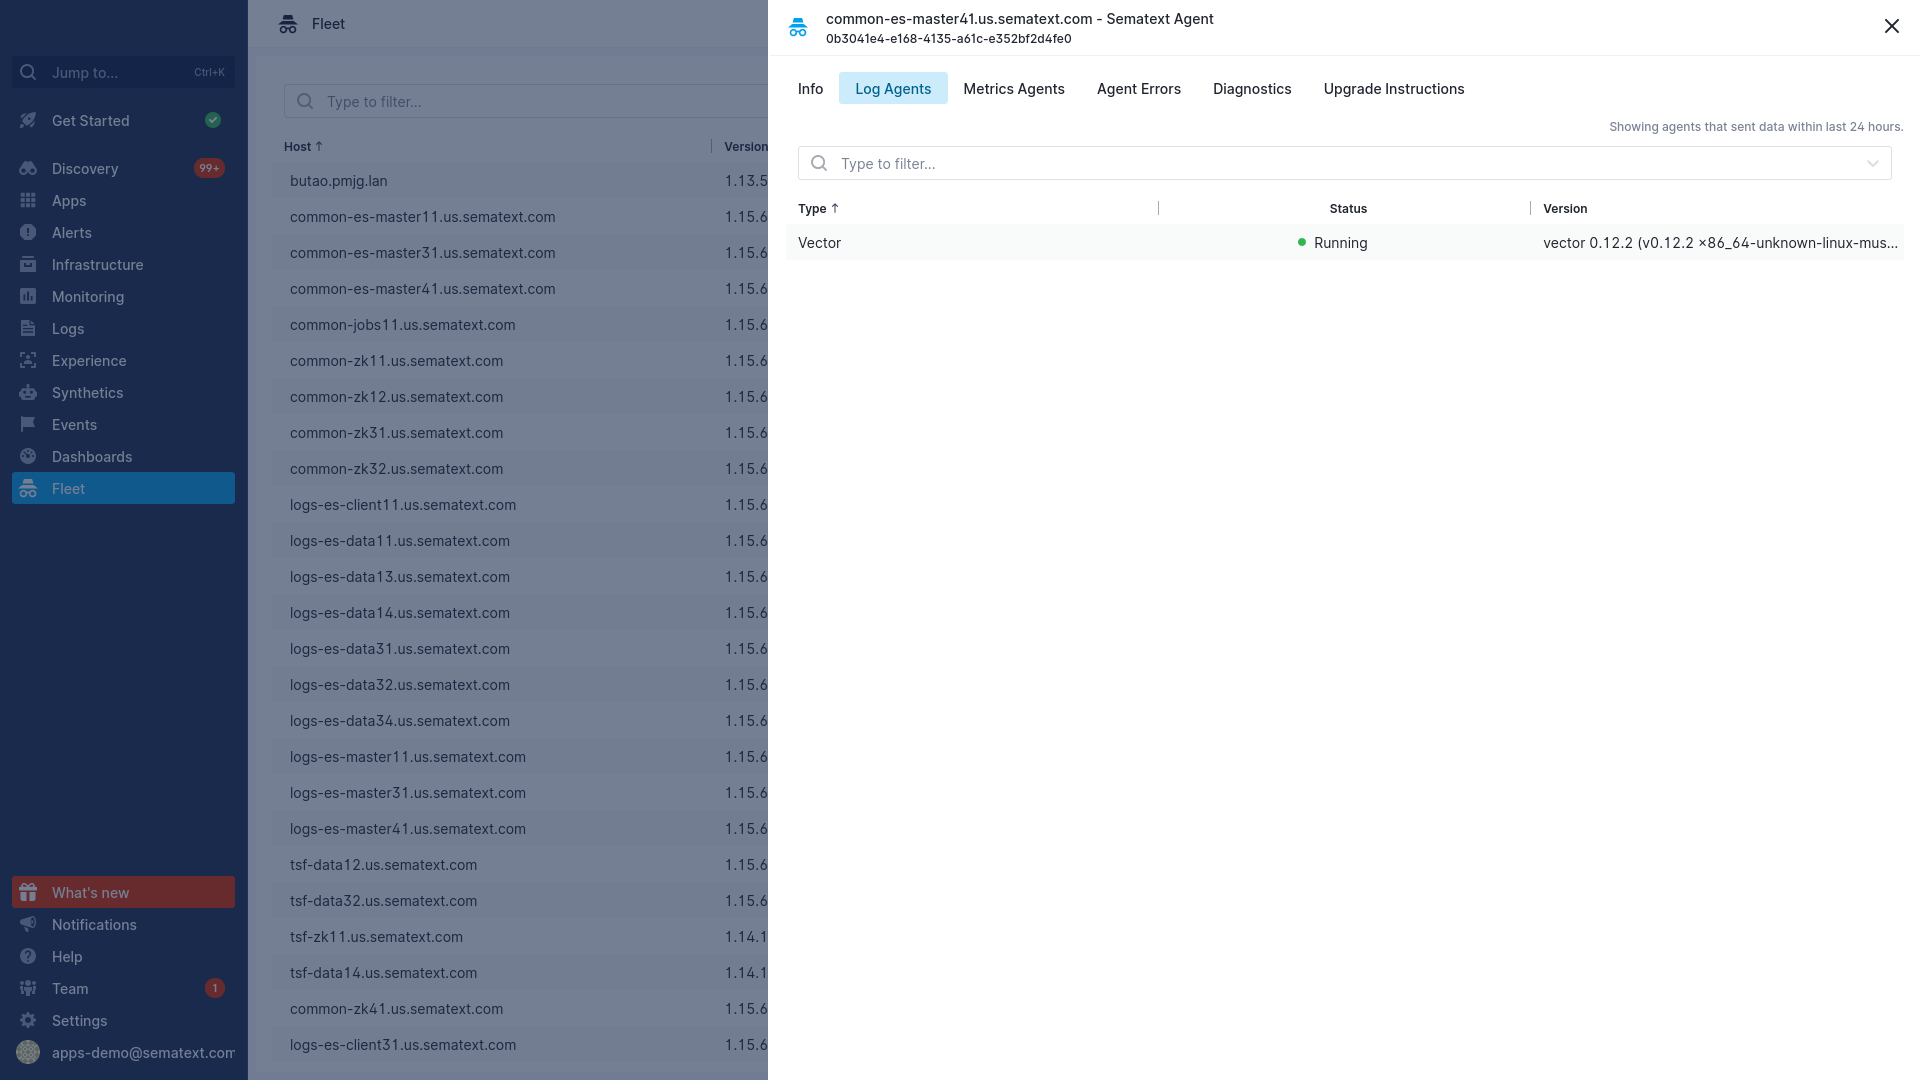 Jump to...
Ctrl+K
Get Started
Discovery
99+
Apps
Alerts
Infrastructure
Monitoring
Logs
Experience
Synthetics
Events
Dashboards
Fleet
What's new
Notifications
Help
Team
1
Settings
apps-demo@sematext.com
Fleet
Type to filter...
Host ↑ Version
butao.pmjg.lan 1.13.5
common-es-master11.us.sematext.com 1.15.6
common-es-master31.us.sematext.com 1.15.6
common-es-master41.us.sematext.com 1.15.6
common-jobs11.us.sematext.com 1.15.6
common-zk11.us.sematext.com 1.15.6
common-zk12.us.sematext.com 1.15.6
common-zk31.us.sematext.com 1.15.6
common-zk32.us.sematext.com 1.15.6
logs-es-client11.us.sematext.com 1.15.6
logs-es-data11.us.sematext.com 1.15.6
logs-es-data13.us.sematext.com 1.15.6
logs-es-data14.us.sematext.com 1.15.6
logs-es-data31.us.sematext.com 1.15.6
logs-es-data32.us.sematext.com 1.15.6
logs-es-data34.us.sematext.com 1.15.6
logs-es-master11.us.sematext.com 1.15.6
logs-es-master31.us.sematext.com 1.15.6
logs-es-master41.us.sematext.com 1.15.6
tsf-data12.us.sematext.com 1.15.6
tsf-data32.us.sematext.com 1.15.6
tsf-zk11.us.sematext.com 1.14.1
tsf-data14.us.sematext.com 1.14.1
common-zk41.us.sematext.com 1.15.6
logs-es-client31.us.sematext.com 1.15.6
common-es-master41.us.sematext.com - Sematext Agent
0b3041e4-e168-4135-a61c-e352bf2d4fe0
Info Log Agents Metrics Agents Agent Errors Diagnostics Upgrade Instructions
Showing agents that sent data within last 24 hours.
Type to filter...
Type ↑ Status Version
Vector Running vector 0.12.2 (v0.12.2 x86_64-unknown-linux-mus...